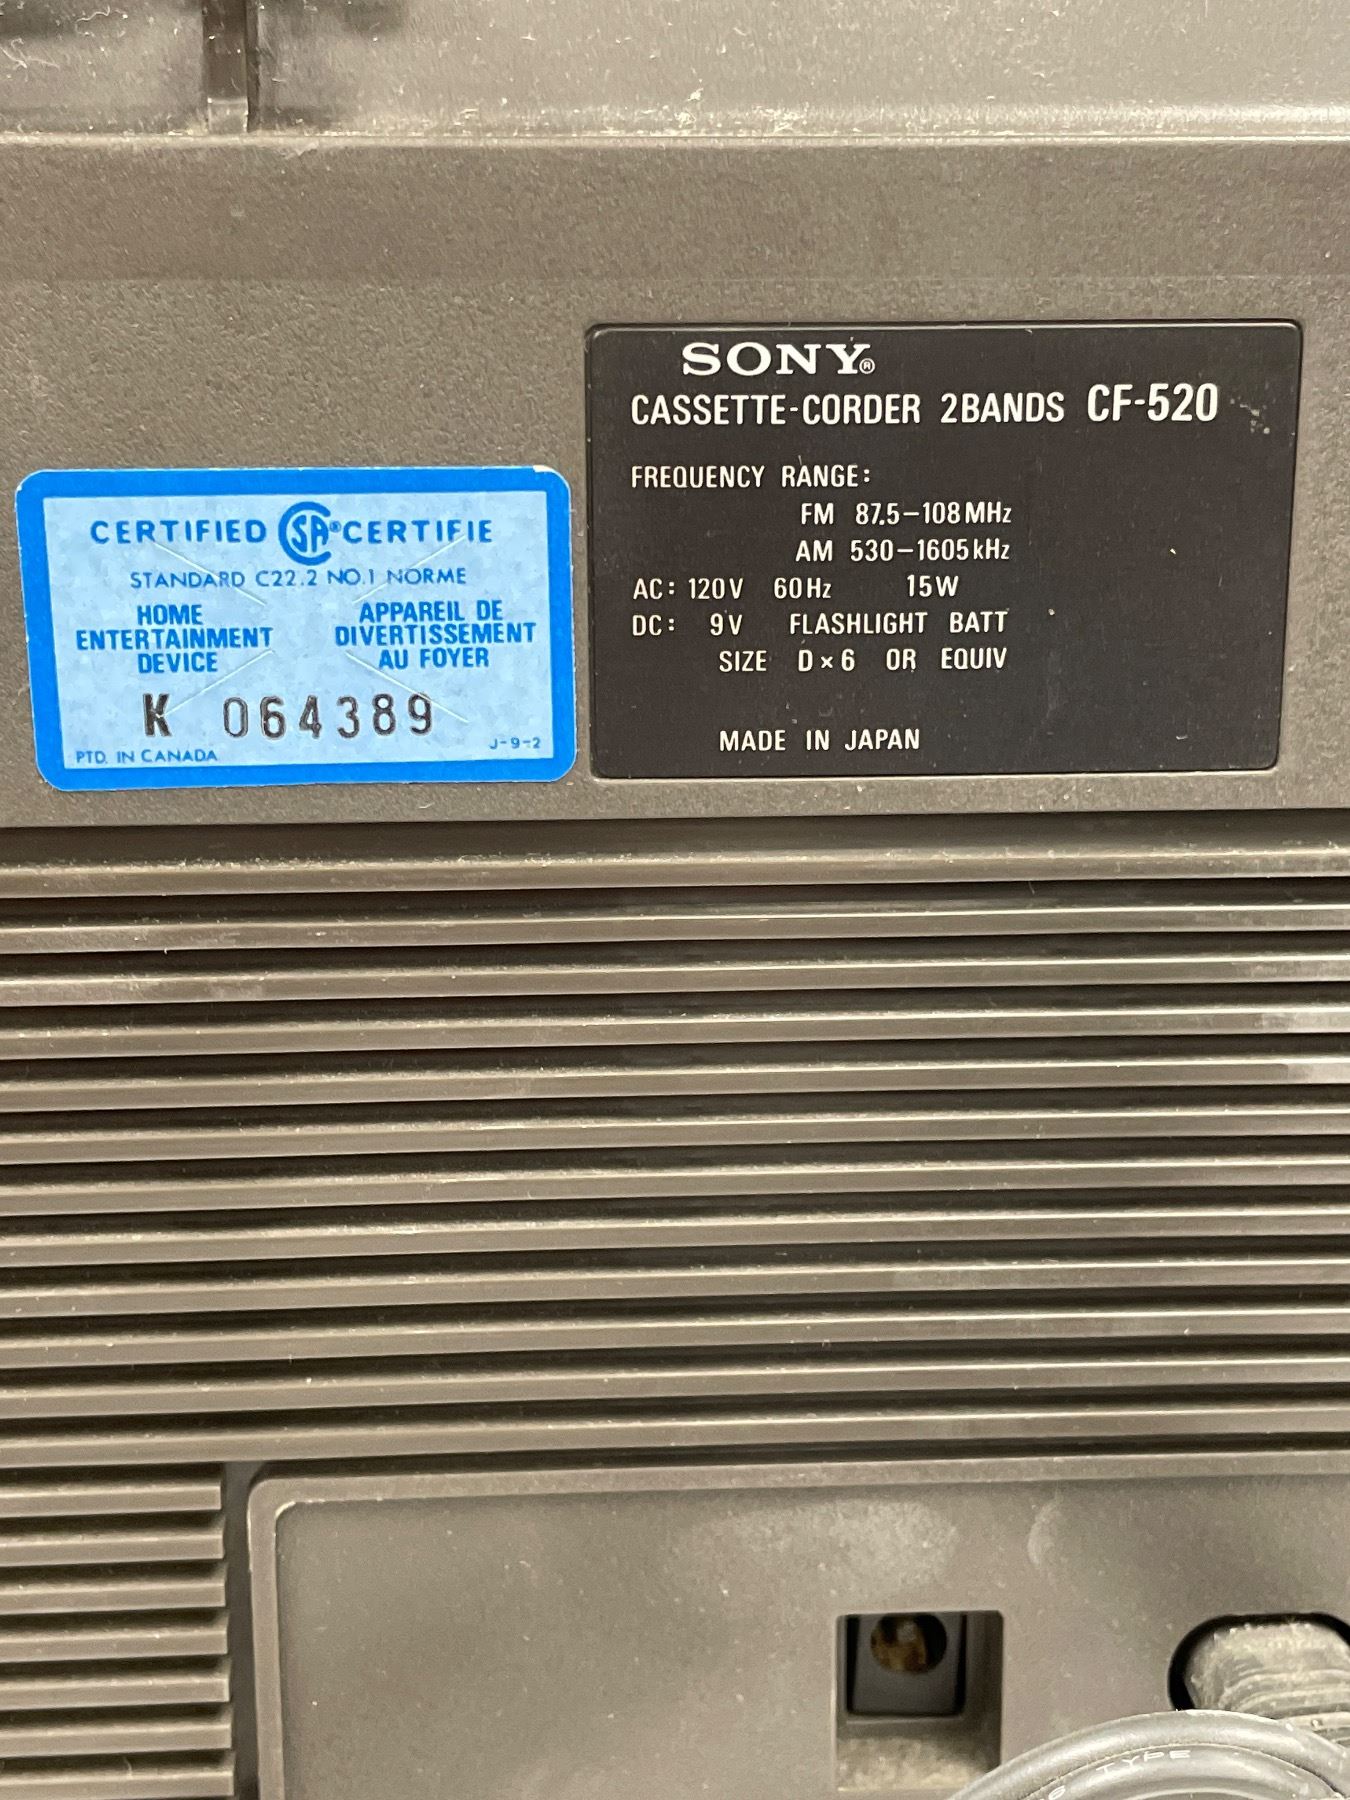 SONY®
CASSETTE-CORDER 2BANDS CF-520
FREQUENCY RANGE:
FM 87.5–108MHz
AM 530–1605kHz
AC: 120V 60Hz 15W
DC: 9V FLASHLIGHT BATT
SIZE D×6 OR EQUIV
MADE IN JAPAN
CERTIFIED SA® CERTIFIE
STANDARD C22.2 NO.1 NORME
HOME ENTERTAINMENT DEVICE
APPAREIL DE DIVERTISSEMENT AU FOYER
K 064389
PTD. IN CANADA J-9-2
TYPE